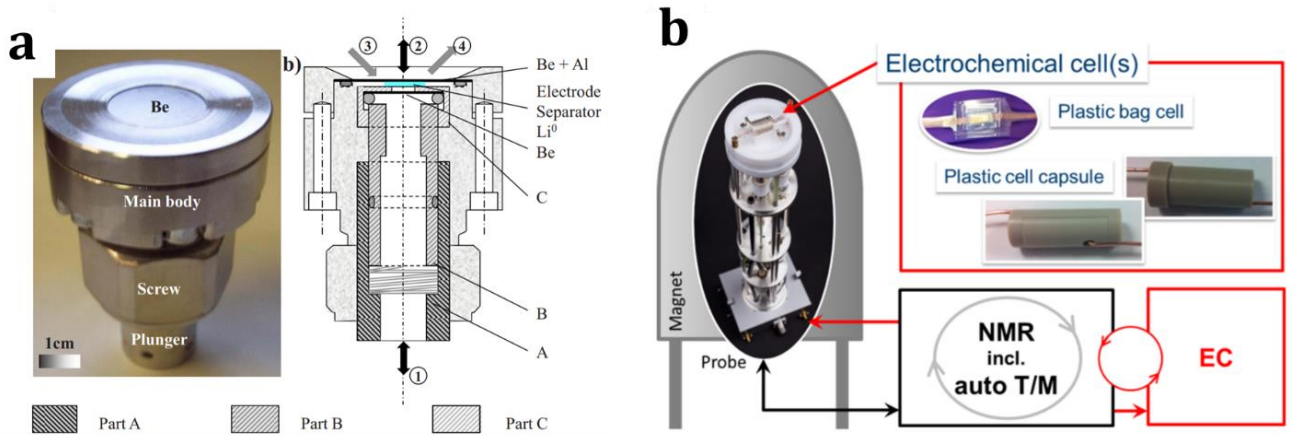 a
Be
Main body
Screw
Plunger
1cm
b)
③
②
④
Be + Al
Electrode
Separator
Li⁰
Be
C
B
A
①
Part A
Part B
Part C
b
Electrochemical cell(s)
Plastic bag cell
Plastic cell capsule
Magnet
Probe
NMR
incl.
auto T/M
EC